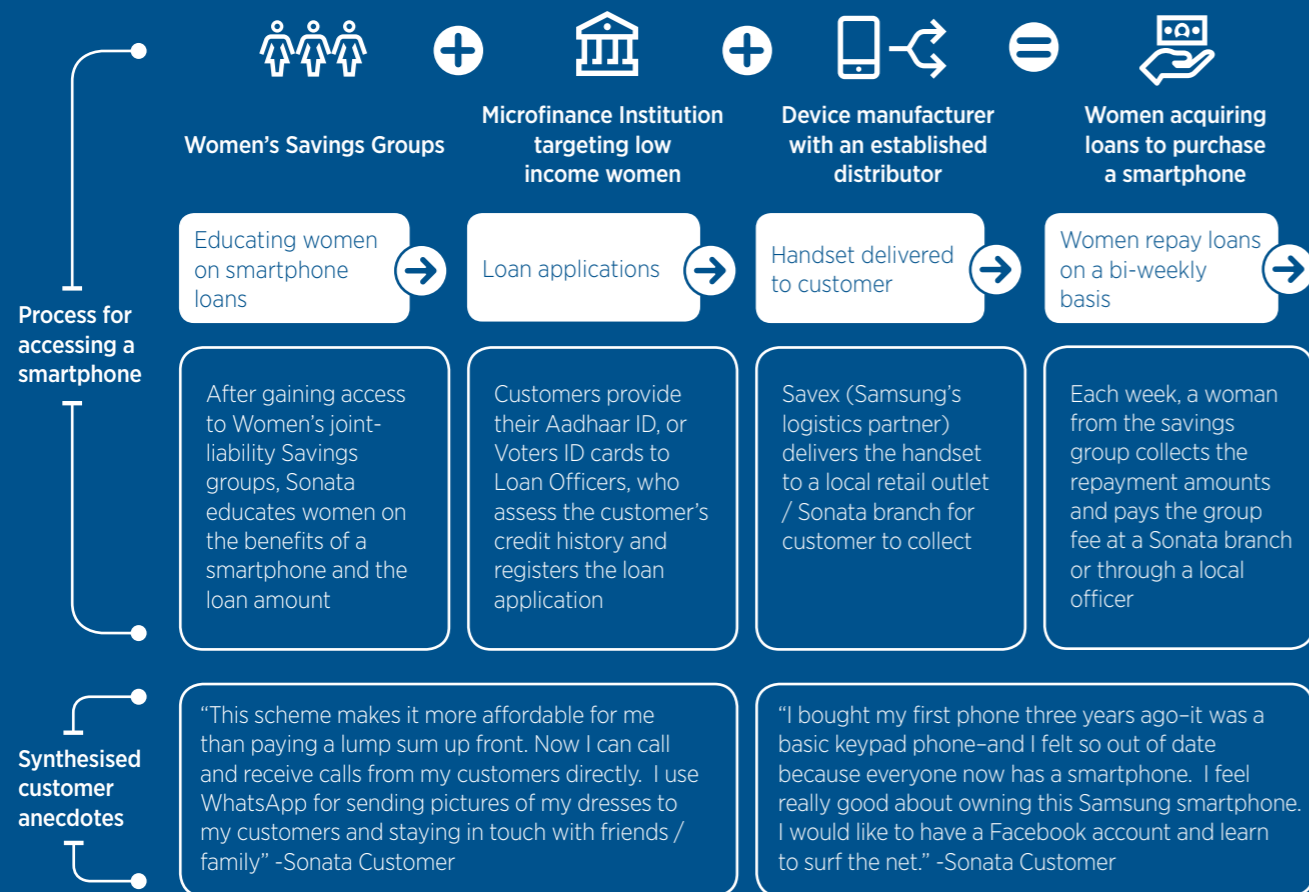 Women's Savings Groups
Microfinance Institution
targeting low
income women
Device manufacturer
with an established
distributor
Women acquiring
loans to purchase
a smartphone
Process for
accessing a
smartphone
Educating women
on smartphone
loans
Loan applications
Handset delivered
to customer
Women repay loans
on a bi-weekly
basis
After gaining access
to Women's joint-
liability Savings
groups, Sonata
educates women on
the benefits of a
smartphone and the
loan amount
Customers provide
their Aadhaar ID, or
Voters ID cards to
Loan Officers, who
assess the customer's
credit history and
registers the loan
application
Savex (Samsung's
logistics partner)
delivers the handset
to a local retail outlet
/ Sonata branch for
customer to collect
Each week, a woman
from the savings
group collects the
repayment amounts
and pays the group
fee at a Sonata branch
or through a local
officer
Synthesised
customer
anecdotes
“This scheme makes it more affordable for me
than paying a lump sum up front. Now I can call
and receive calls from my customers directly.  I use
WhatsApp for sending pictures of my dresses to
my customers and staying in touch with friends /
family” -Sonata Customer
“I bought my first phone three years ago–it was a
basic keypad phone–and I felt so out of date
because everyone now has a smartphone.  I feel
really good about owning this Samsung smartphone.
I would like to have a Facebook account and learn
to surf the net.” -Sonata Customer